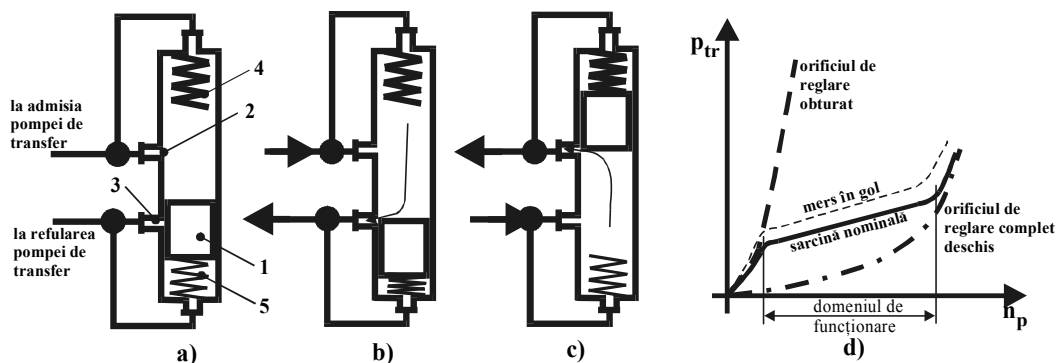 4
la admisia
pompei de
transfer
2
3
la refularea
pompei de
transfer
1
5
a)
b)
c)
p_tr
orificiul de
reglare
obturat
mers în gol
sarcină nominală
orificiul de
reglare complet
deschis
domeniul de
funcționare
n_p
d)